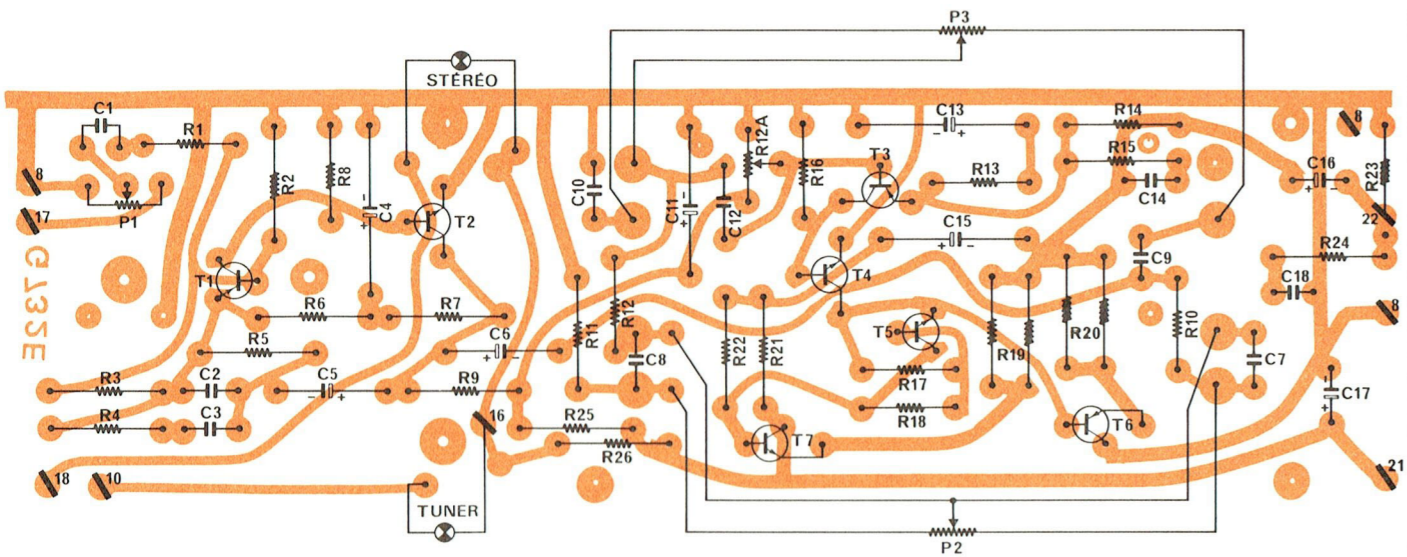 P3
STÉRÉO
C1
R1
R2
R8
C4
T2
C10
C11
C12
R12A
R16
T3
C13
R13
R14
R15
C14
C16
8
R23
8
17
P1
22
G732E
T1
R6
R7
R5
C6
R11
R12
C8
R22
R21
T4
C15
T5
R19
R20
C9
R10
R24
C18
8
C7
R3
C2
C5
R9
R17
R18
C17
R4
C3
16
R25
R26
T7
T6
18
10
21
TUNER
P2